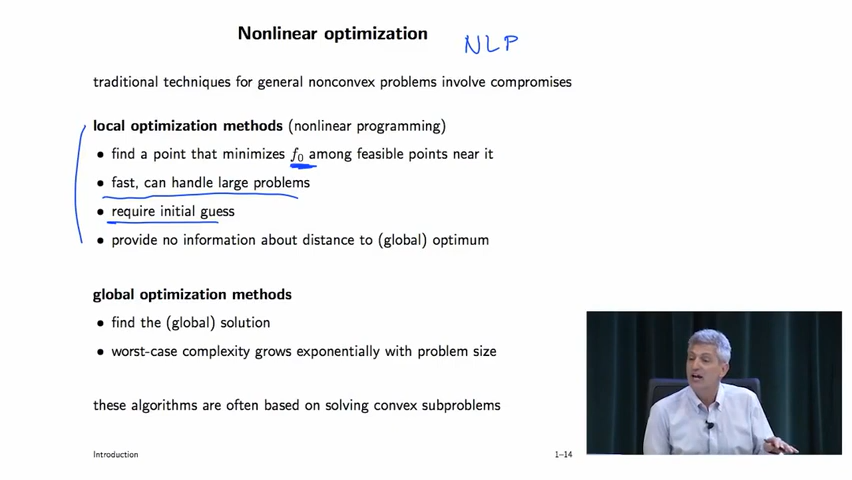 Nonlinear optimization
NLP
traditional techniques for general nonconvex problems involve compromises
local optimization methods (nonlinear programming)
• find a point that minimizes f₀ among feasible points near it
• fast, can handle large problems
• require initial guess
• provide no information about distance to (global) optimum
global optimization methods
• find the (global) solution
• worst-case complexity grows exponentially with problem size
these algorithms are often based on solving convex subproblems
Introduction
1–14